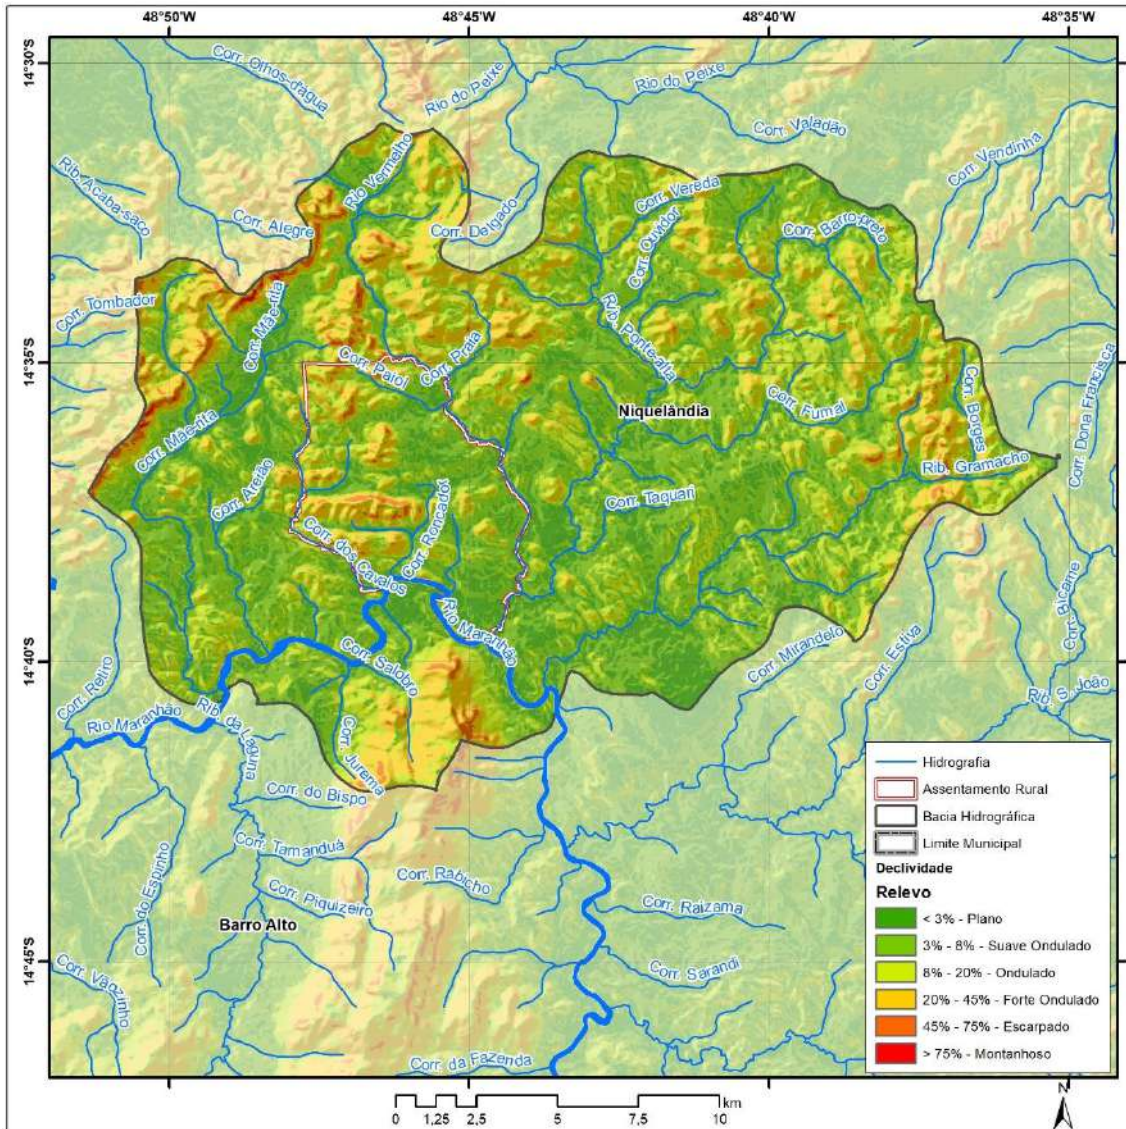 48°50'W
48°45'W
48°40'W
48°35'W
14°30'S
14°35'S
14°40'S
14°45'S
Corr. Olhos-d'água
Rio do Peixe
Rio do Peixe
Corr. Valadão
Corr. Vendinha
Rib. Acaba-saco
Rio Vermelho
Corr. Vereda
Corr. Alegre
Corr. Delgado
Corr. Ouvidor
Corr. Barro-preto
Corr. Tombador
Corr. Mãe-rita
Rib. Ponte-alta
Corr. Praia
Corr. Paiol
Corr. Dona Francisca
Niquelândia
Corr. Fumal
Corr. Borges
Corr. Mãe-rita
Rib. Gramacho
Corr. Areião
Corr. Roncador
Corr. Taquari
Corr. dos Cavalos
Corr. Bicame
Rio Maranhão
Corr. Mirandelo
Corr. Estiva
Corr. Retiro
Corr. Salobro
Rib. S. João
Rio Maranhão
Rib. da Laguna
Corr. Jurema
Corr. do Bispo
Corr. Tamanduá
Corr. do Espinho
Corr. Rabicho
Corr. Piquizeiro
Corr. Raizama
Barro Alto
Corr. Vãozinho
Corr. Sarandi
Corr. da Fazenda
Hidrografia
Assentamento Rural
Bacia Hidrográfica
Limite Municipal
Declividade
Relevo
< 3% - Plano
3% - 8% - Suave Ondulado
8% - 20% - Ondulado
20% - 45% - Forte Ondulado
45% - 75% - Escarpado
> 75% - Montanhoso
0 1,25 2,5 5 7,5 10 km
N